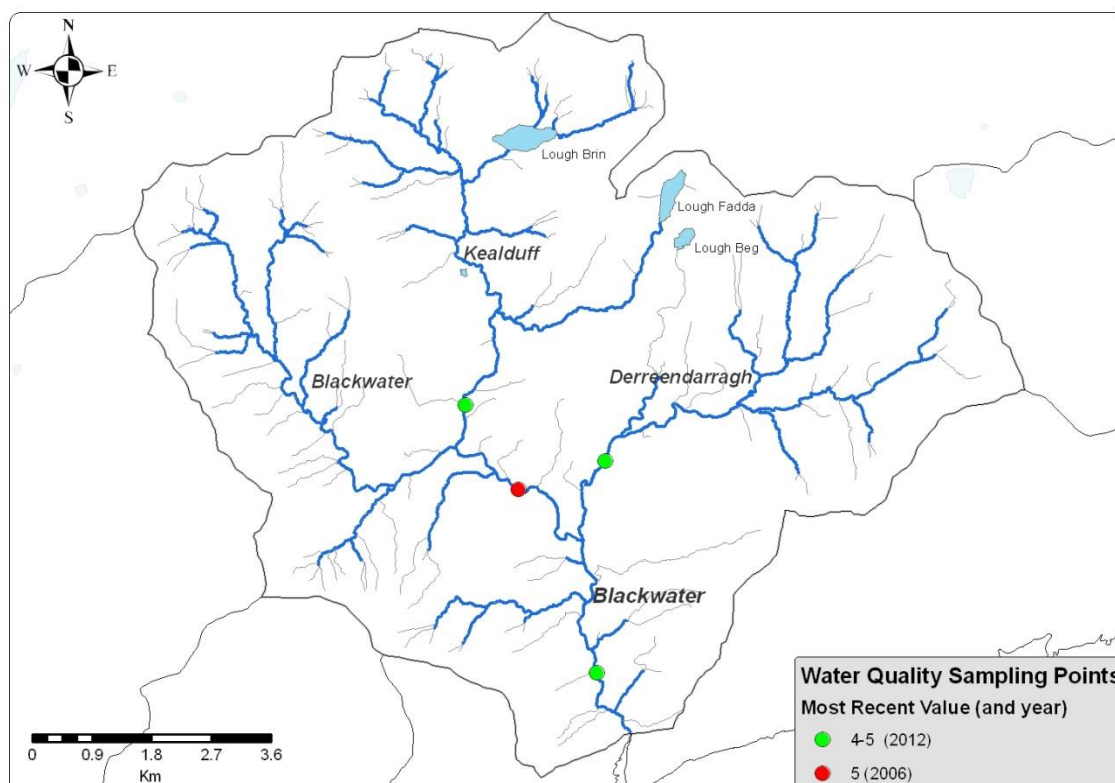 N
W E
S
Lough Brin
Lough Fadda
Lough Beg
Kealduff
Blackwater
Derreendarragh
Blackwater
Water Quality Sampling Points
Most Recent Value (and year)
4-5 (2012)
5 (2006)
0 0.9 1.8 2.7 3.6
Km